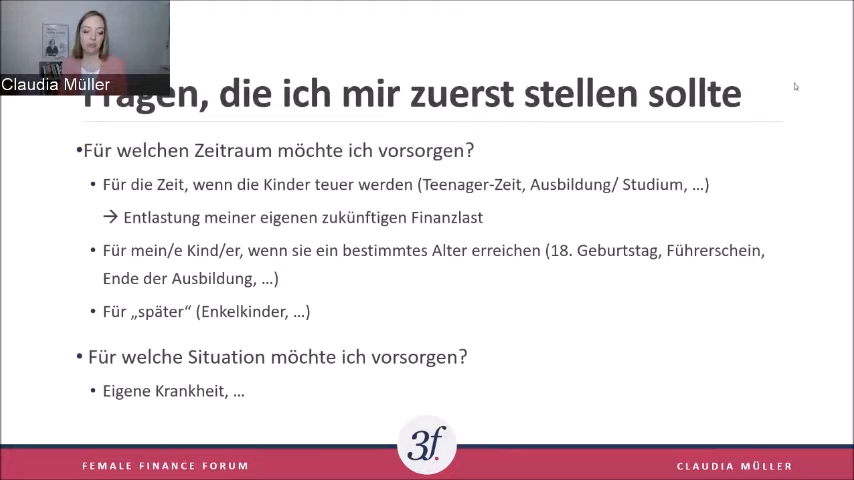 Claudia Müller
Fragen, die ich mir zuerst stellen sollte
•Für welchen Zeitraum möchte ich vorsorgen?
• Für die Zeit, wenn die Kinder teuer werden (Teenager-Zeit, Ausbildung/ Studium, …)
→ Entlastung meiner eigenen zukünftigen Finanzlast
• Für mein/e Kind/er, wenn sie ein bestimmtes Alter erreichen (18. Geburtstag, Führerschein,
Ende der Ausbildung, …)
• Für „später“ (Enkelkinder, …)
• Für welche Situation möchte ich vorsorgen?
• Eigene Krankheit, …
FEMALE FINANCE FORUM
3f.
CLAUDIA MÜLLER